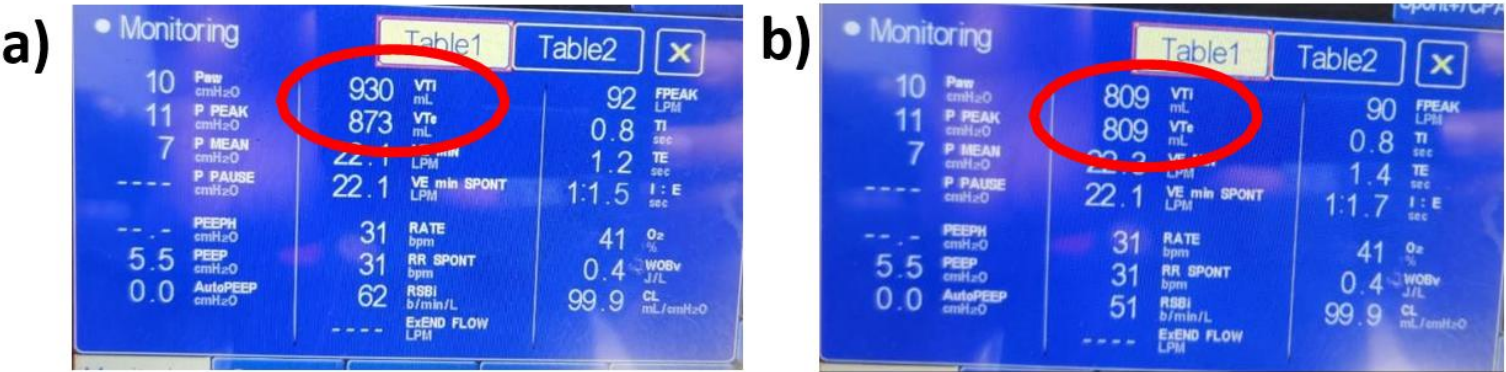 a)
Monitoring
Table1
Table2
X
10 Paw cmH2O
11 P PEAK cmH2O
7 P MEAN cmH2O
---- P PAUSE cmH2O
--.- PEEPH cmH2O
5.5 PEEP cmH2O
0.0 AutoPEEP cmH2O
930 VTi mL
873 VTe mL
22.1 VE MIN LPM
22.1 VE min SPONT LPM
31 RATE bpm
31 RR SPONT bpm
62 RSBi b/min/L
---- ExEND FLOW LPM
92 FPEAK LPM
0.8 TI sec
1.2 TE sec
1:1.5 I : E sec
41 O2 %
0.4 WOBv J/L
99.9 CL mL/cmH2O
b)
Monitoring
Table1
Table2
X
10 Paw cmH2O
11 P PEAK cmH2O
7 P MEAN cmH2O
---- P PAUSE cmH2O
--.- PEEPH cmH2O
5.5 PEEP cmH2O
0.0 AutoPEEP cmH2O
809 VTi mL
809 VTe mL
LPM
22.1 VE min SPONT LPM
31 RATE bpm
31 RR SPONT bpm
51 RSBi b/min/L
---- ExEND FLOW LPM
90 FPEAK LPM
0.8 TI sec
1.4 TE sec
1:1.7 I : E sec
41 O2 %
0.4 WOBv J/L
99.9 CL mL/cmH2O